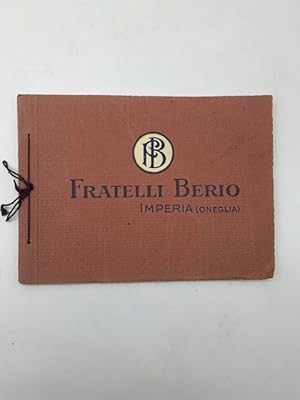 FB
FRATELLI BERIO
IMPERIA (ONEGLIA)